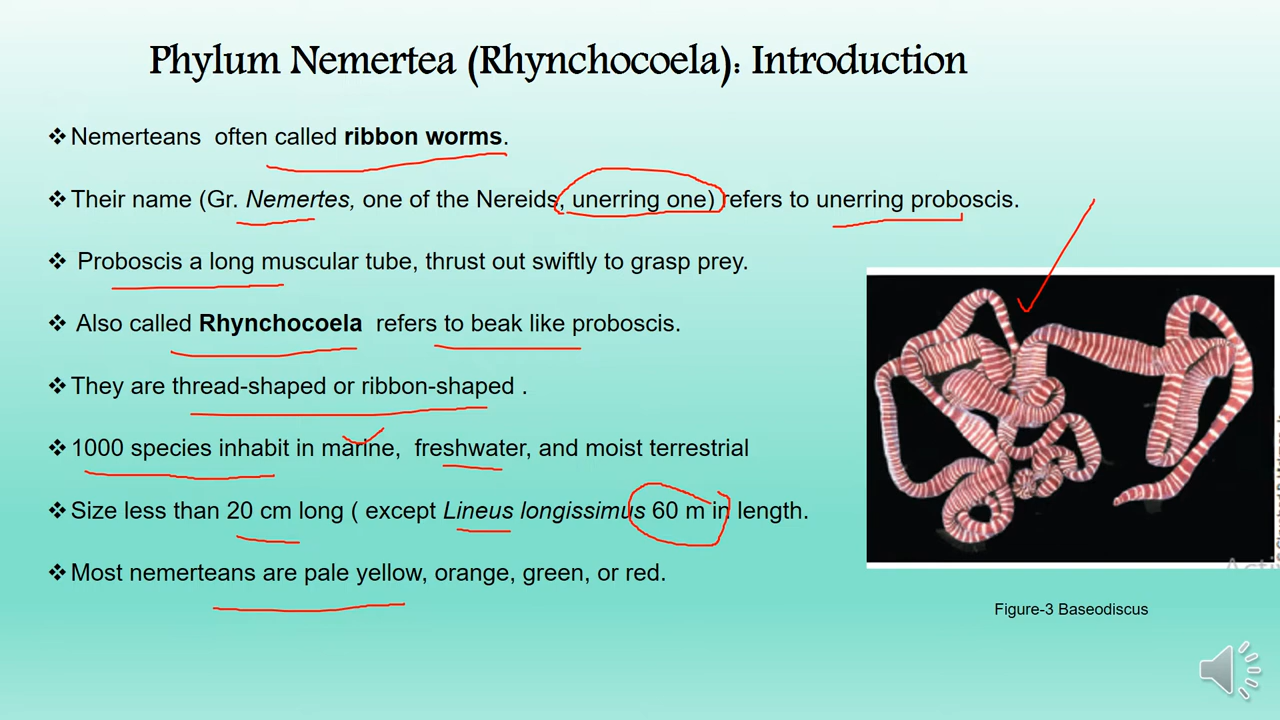 Phylum Nemertea (Rhynchocoela): Introduction
❖Nemerteans often called ribbon worms.
❖Their name (Gr. Nemertes, one of the Nereids, unerring one) refers to unerring proboscis.
❖ Proboscis a long muscular tube, thrust out swiftly to grasp prey.
❖ Also called Rhynchocoela refers to beak like proboscis.
❖They are thread-shaped or ribbon-shaped .
❖1000 species inhabit in marine, freshwater, and moist terrestrial
❖Size less than 20 cm long ( except Lineus longissimus 60 m in length.
❖Most nemerteans are pale yellow, orange, green, or red.
Figure-3 Baseodiscus